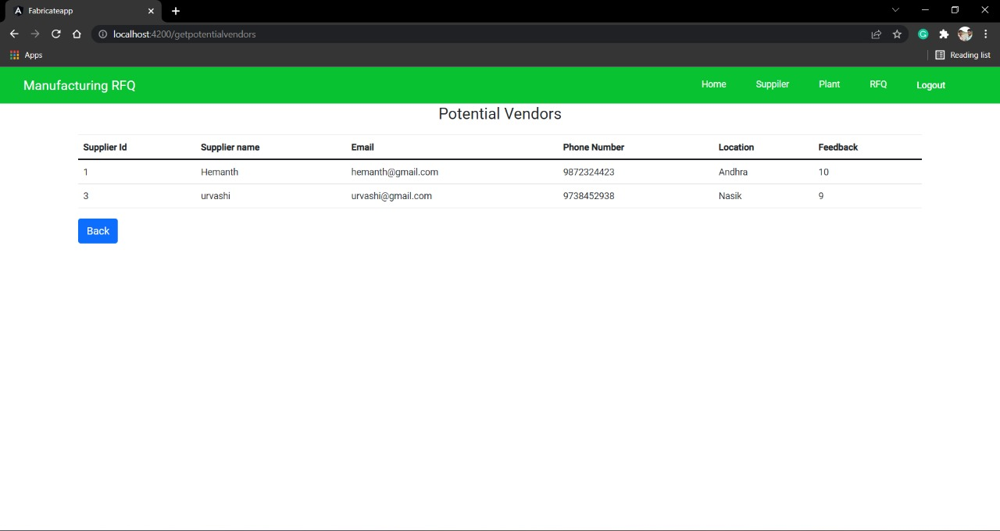 Fabricateapp
localhost:4200/getpotentialvendors
Apps
Reading list
Manufacturing RFQ Home Suppiler Plant RFQ Logout
Potential Vendors
Supplier Id Supplier name Email Phone Number Location Feedback
1 Hemanth hemanth@gmail.com 9872324423 Andhra 10
3 urvashi urvashi@gmail.com 9738452938 Nasik 9
Back